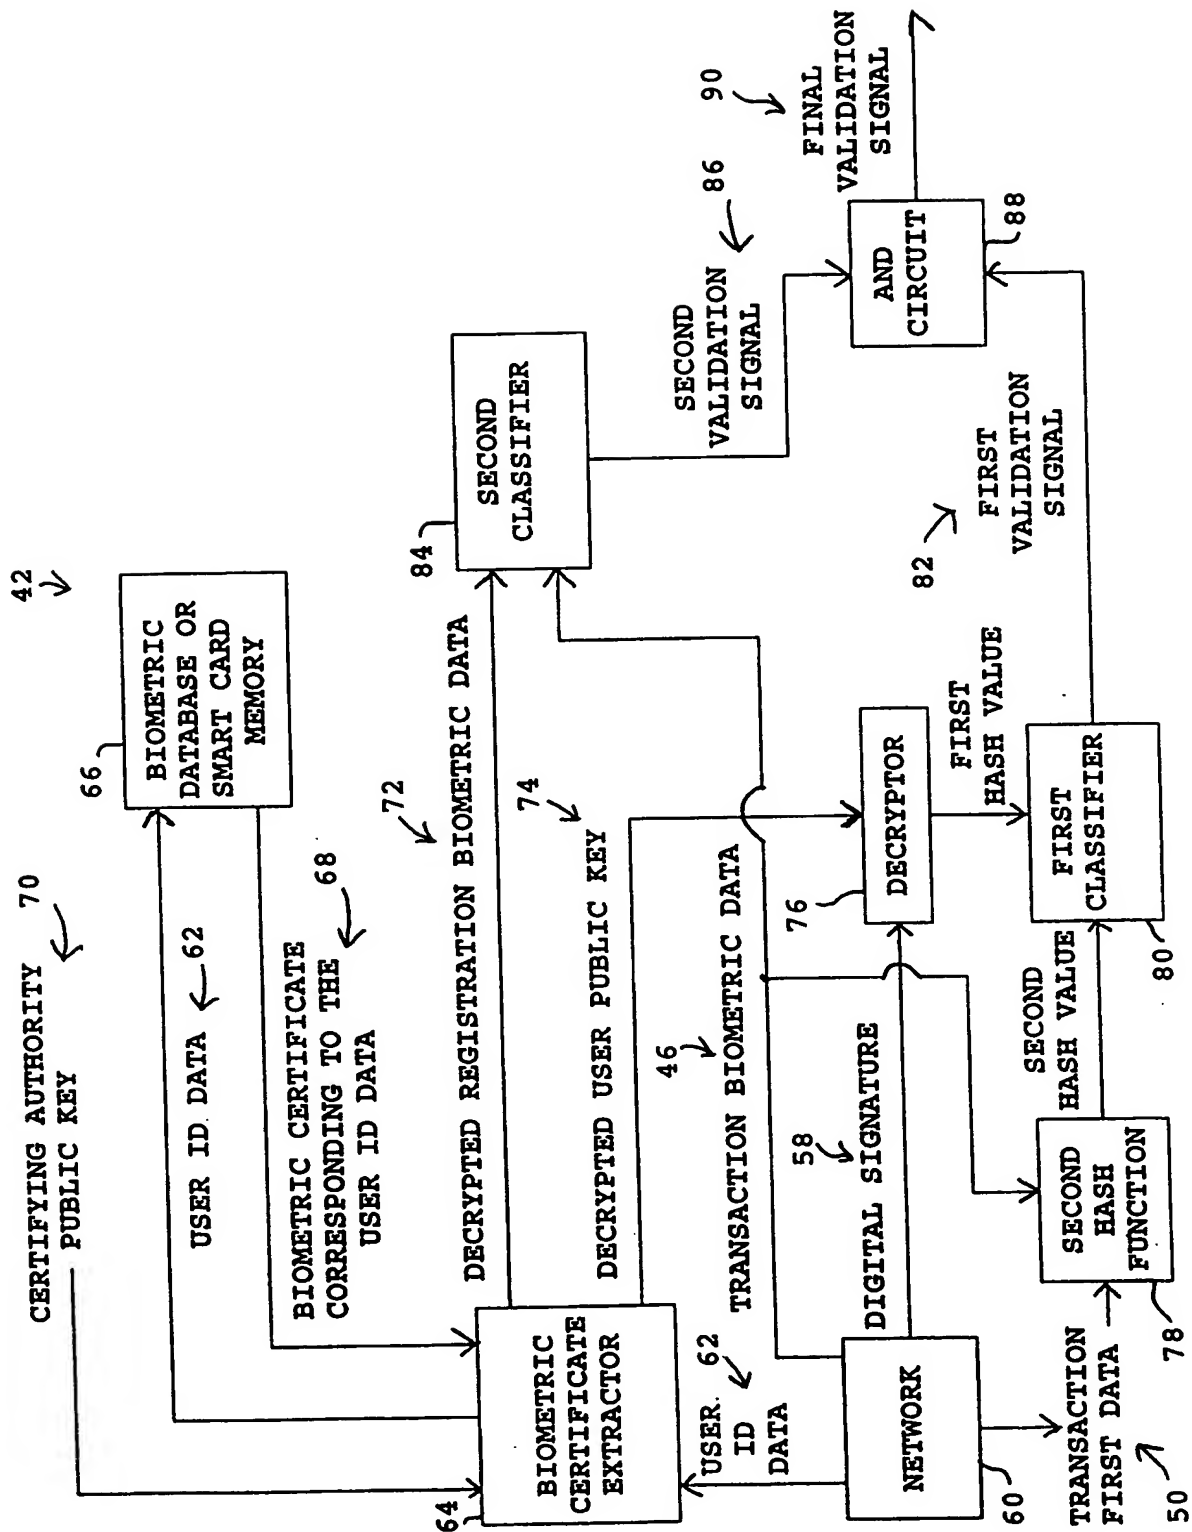 42
CERTIFYING AUTHORITY
PUBLIC KEY
70
66
BIOMETRIC
DATABASE OR
SMART CARD
MEMORY
USER ID DATA
62
BIOMETRIC CERTIFICATE
CORRESPONDING TO THE
USER ID DATA
68
64
BIOMETRIC
CERTIFICATE
EXTRACTOR
DECRYPTED REGISTRATION BIOMETRIC DATA
72
DECRYPTED USER PUBLIC KEY
74
84
SECOND
CLASSIFIER
USER
ID
DATA
62
TRANSACTION BIOMETRIC DATA
46
SECOND
VALIDATION
SIGNAL
86
NETWORK
60
DIGITAL SIGNATURE
58
76
DECRYPTOR
FIRST
HASH VALUE
AND
CIRCUIT
88
FINAL
VALIDATION
SIGNAL
90
TRANSACTION
FIRST DATA
50
SECOND
HASH
FUNCTION
78
SECOND
HASH VALUE
FIRST
CLASSIFIER
80
82
FIRST
VALIDATION
SIGNAL